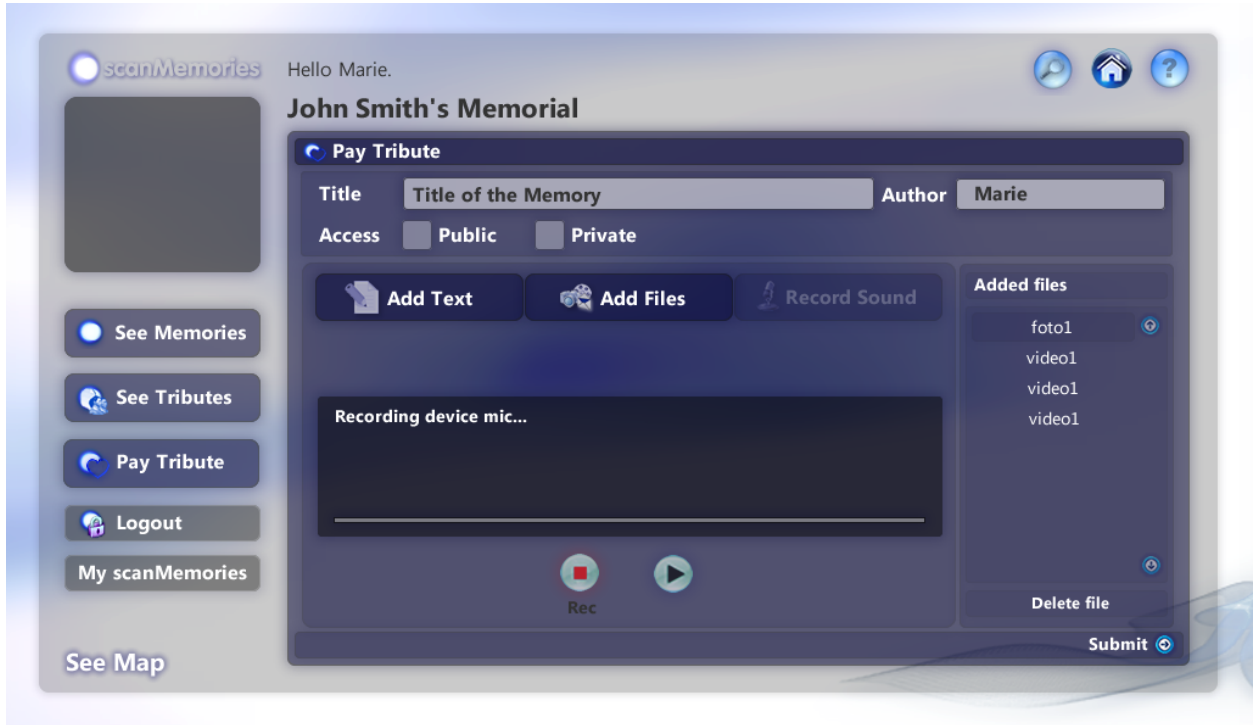 scanMemories
Hello Marie.
John Smith's Memorial
Pay Tribute
Title Title of the Memory Author Marie
Access Public Private
Add Text Add Files Record Sound
Added files
foto1
video1
video1
video1
Recording device mic...
Rec
Delete file
Submit
See Memories
See Tributes
Pay Tribute
Logout
My scanMemories
See Map